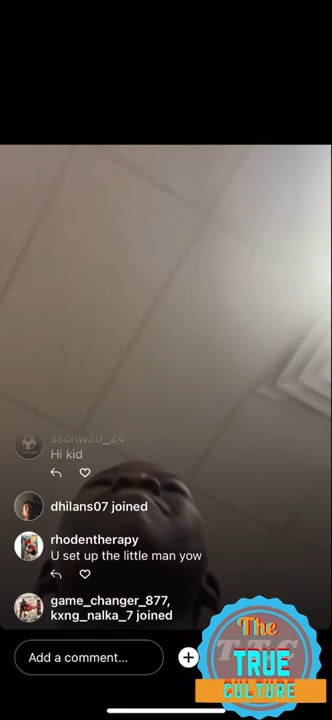 sschwab_24
Hi kid
dhilans07 joined
rhodentherapy
U set up the little man yow
game_changer_877,
kxng_nalka_7 joined
Add a comment...
The
TRUE
CULTURE